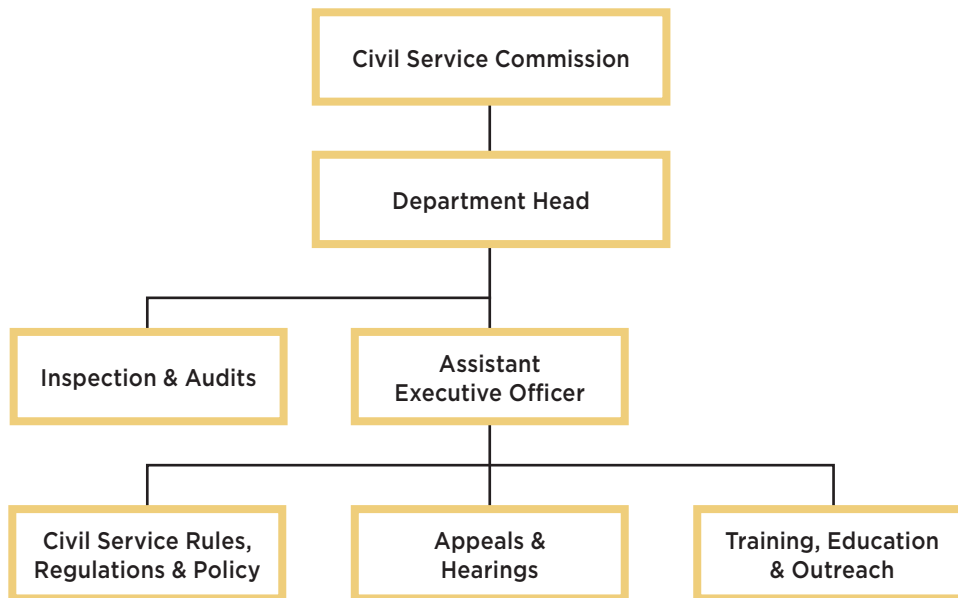 Civil Service Commission
Department Head
Inspection & Audits
Assistant
Executive Officer
Civil Service Rules,
Regulations & Policy
Appeals &
Hearings
Training, Education
& Outreach